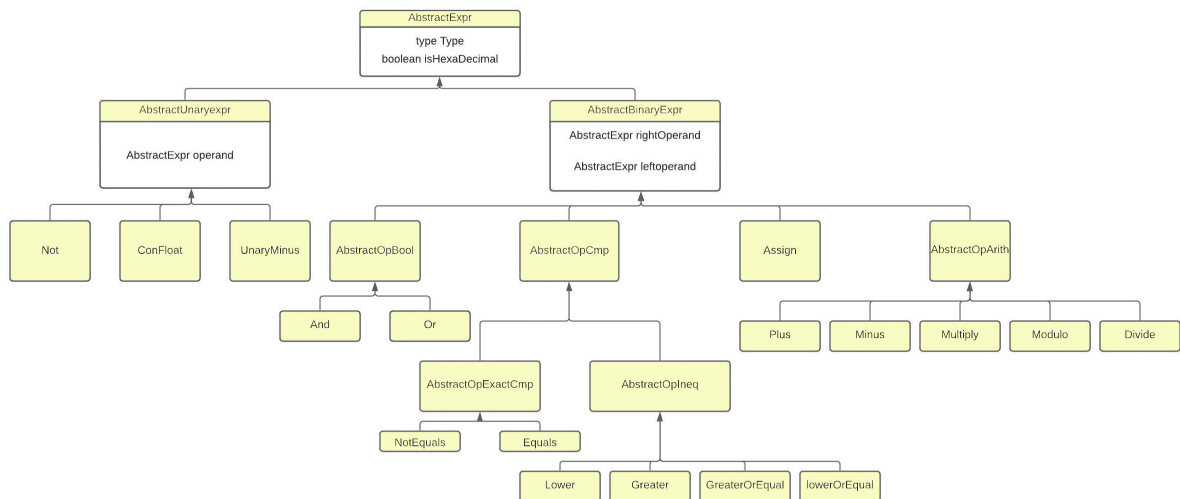 AbstractExpr
type Type
boolean isHexaDecimal
AbstractUnaryexpr
AbstractExpr operand
AbstractBinaryExpr
AbstractExpr rightOperand
AbstractExpr leftoperand
Not
ConFloat
UnaryMinus
AbstractOpBool
AbstractOpCmp
Assign
AbstractOpArith
And
Or
Plus
Minus
Multiply
Modulo
Divide
AbstractOpExactCmp
AbstractOpIneq
NotEquals
Equals
Lower
Greater
GreaterOrEqual
lowerOrEqual